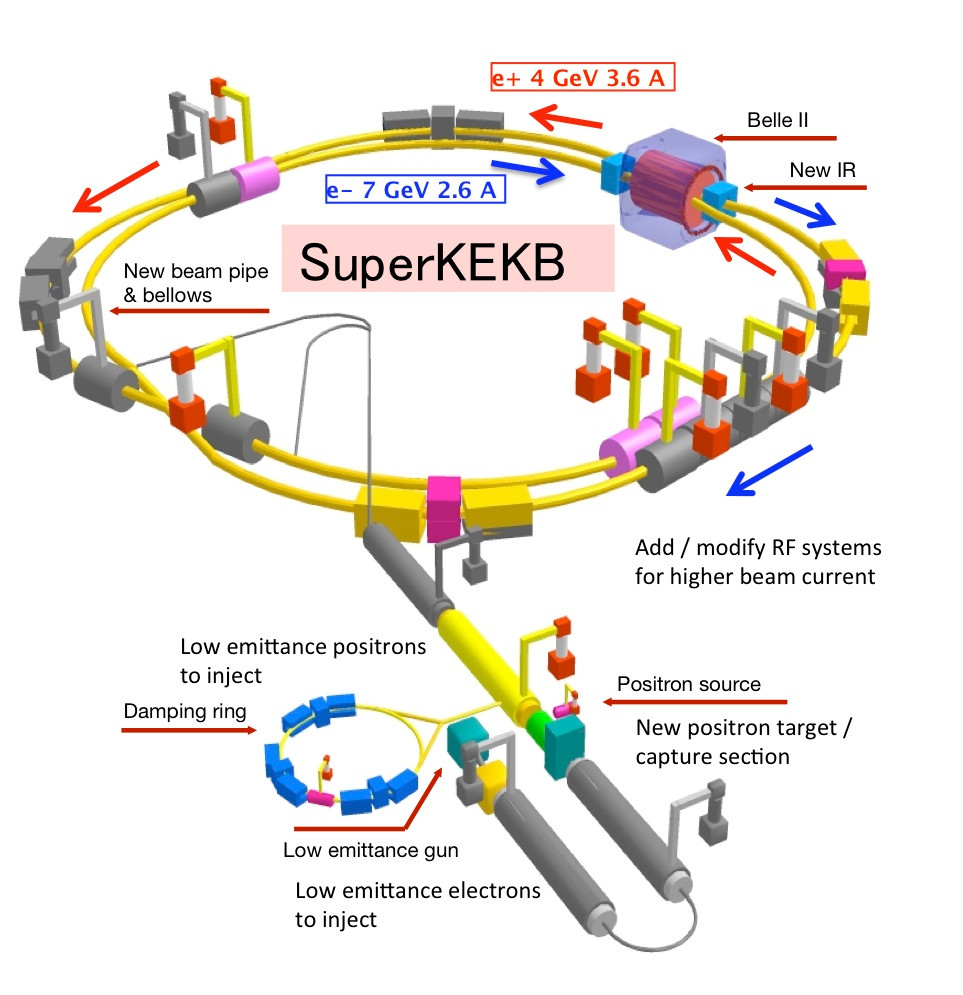 e+ 4 GeV 3.6 A
Belle II
New IR
e- 7 GeV 2.6 A
SuperKEKB
New beam pipe
& bellows
Add / modify RF systems
for higher beam current
Low emittance positrons
to inject
Positron source
Damping ring
New positron target /
capture section
Low emittance gun
Low emittance electrons
to inject